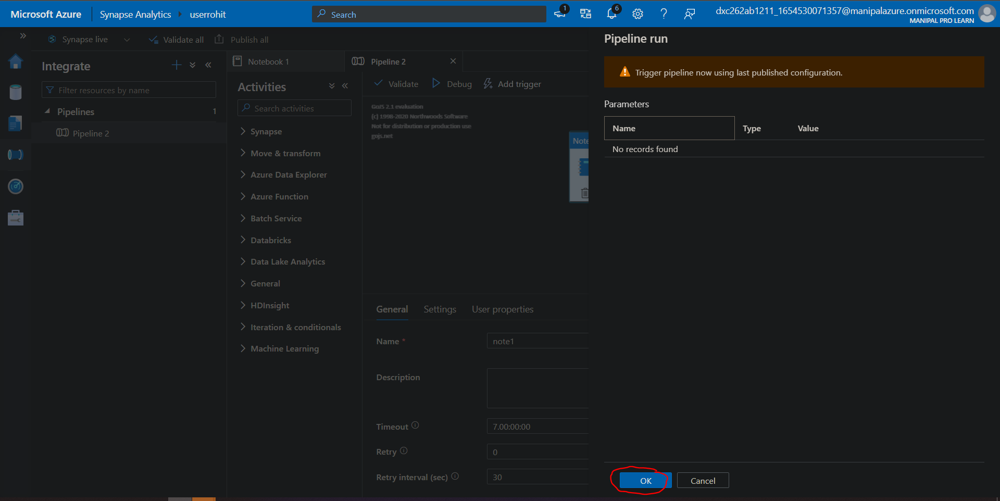 Microsoft Azure
Synapse Analytics
userrohit
Search
1
6
dxc262ab1211_1654530071357@manipalazure.onmicrosoft.com
MANIPAL PRO LEARN
Synapse live
Validate all
Publish all
Integrate
Filter resources by name
Pipelines
1
Pipeline 2
Notebook 1
Pipeline 2
Activities
Search activities
Synapse
Move & transform
Azure Data Explorer
Azure Function
Batch Service
Databricks
Data Lake Analytics
General
HDInsight
Iteration & conditionals
Machine Learning
Validate
Debug
Add trigger
GoJS 2.1 evaluation
(c) 1998-2020 Northwoods Software
Not for distribution or production use
gojs.net
Note
General
Settings
User properties
Name *
note1
Description
Timeout
7.00:00:00
Retry
0
Retry interval (sec)
30
Pipeline run
Trigger pipeline now using last published configuration.
Parameters
Name
Type
Value
No records found
OK
Cancel